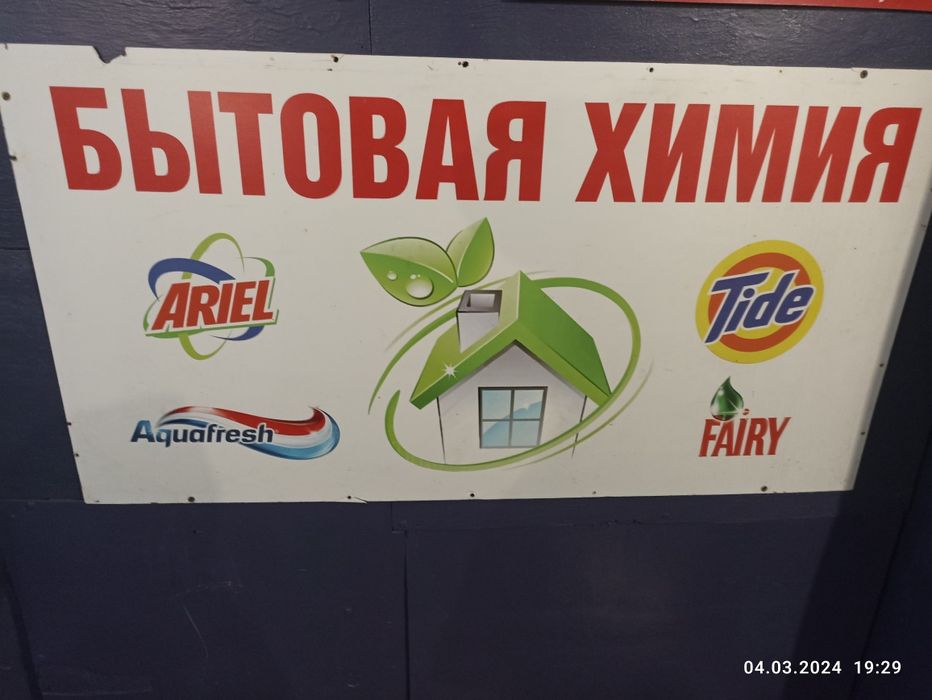 БЫТОВАЯ ХИМИЯ
ARIEL
Tide
Aquafresh
FAIRY
04.03.2024 19:29